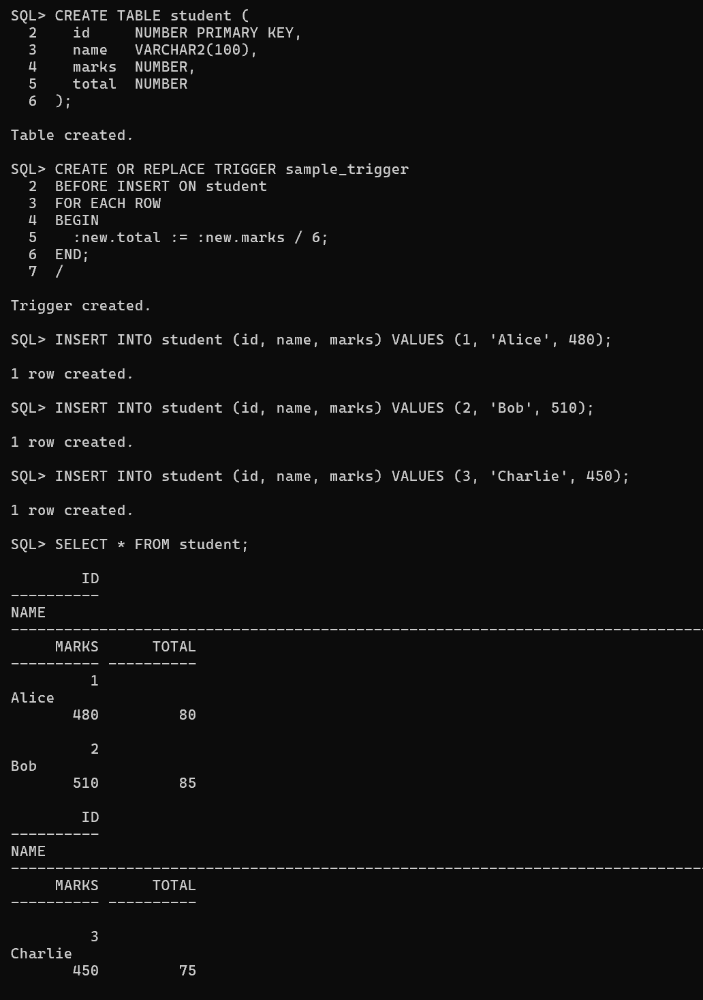 SQL> CREATE TABLE student (
  2    id     NUMBER PRIMARY KEY,
  3    name   VARCHAR2(100),
  4    marks  NUMBER,
  5    total  NUMBER
  6  );
Table created.
SQL> CREATE OR REPLACE TRIGGER sample_trigger
  2  BEFORE INSERT ON student
  3  FOR EACH ROW
  4  BEGIN
  5    :new.total := :new.marks / 6;
  6  END;
  7  /
Trigger created.
SQL> INSERT INTO student (id, name, marks) VALUES (1, 'Alice', 480);
1 row created.
SQL> INSERT INTO student (id, name, marks) VALUES (2, 'Bob', 510);
1 row created.
SQL> INSERT INTO student (id, name, marks) VALUES (3, 'Charlie', 450);
1 row created.
SQL> SELECT * FROM student;
        ID
----------
NAME
--------------------------------------------------------------------------------
     MARKS      TOTAL
---------- ----------
         1
Alice
       480         80
         2
Bob
       510         85
        ID
----------
NAME
--------------------------------------------------------------------------------
     MARKS      TOTAL
---------- ----------
         3
Charlie
       450         75